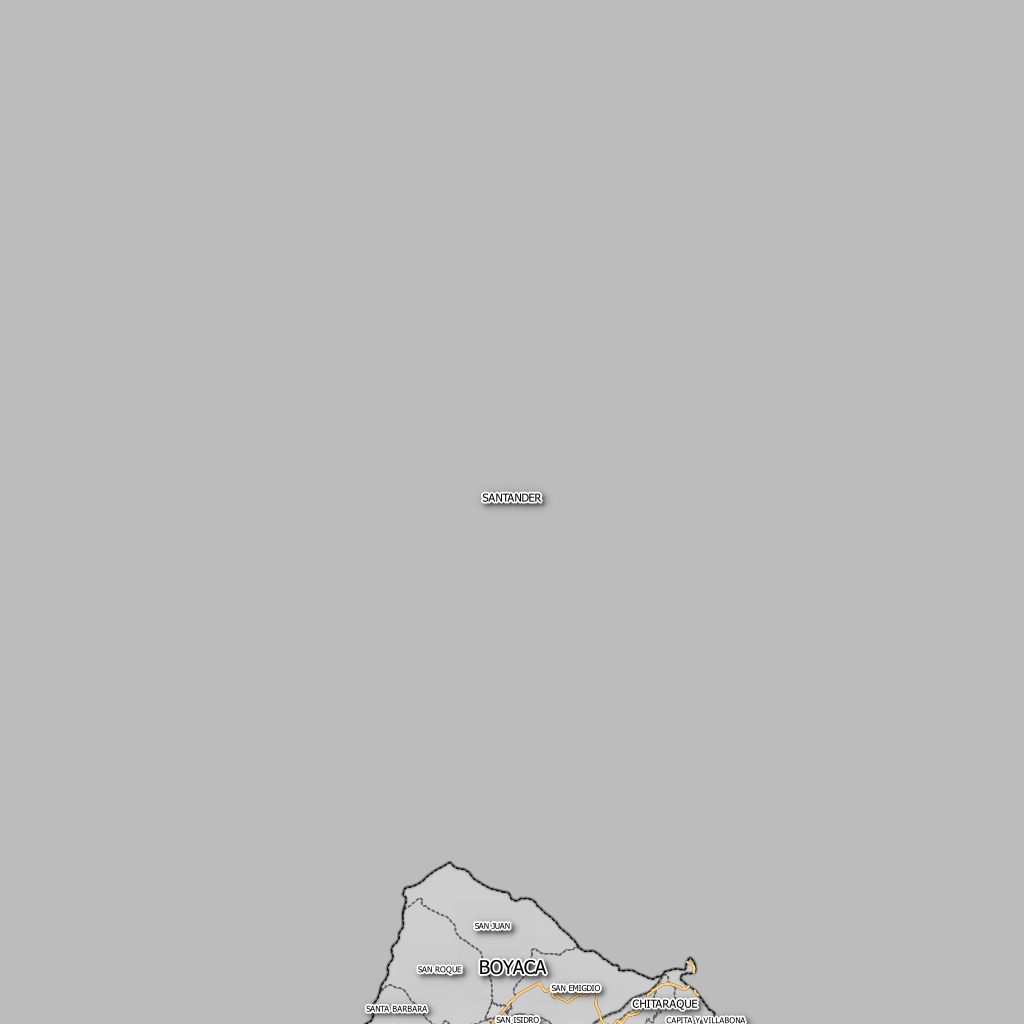 SANTANDER
SAN JUAN
BOYACA
SAN ROQUE
SAN EMIGDIO
CHITARAQUE
SANTA BARBARA
SAN ISIDRO
CAPITA Y VILLABONA